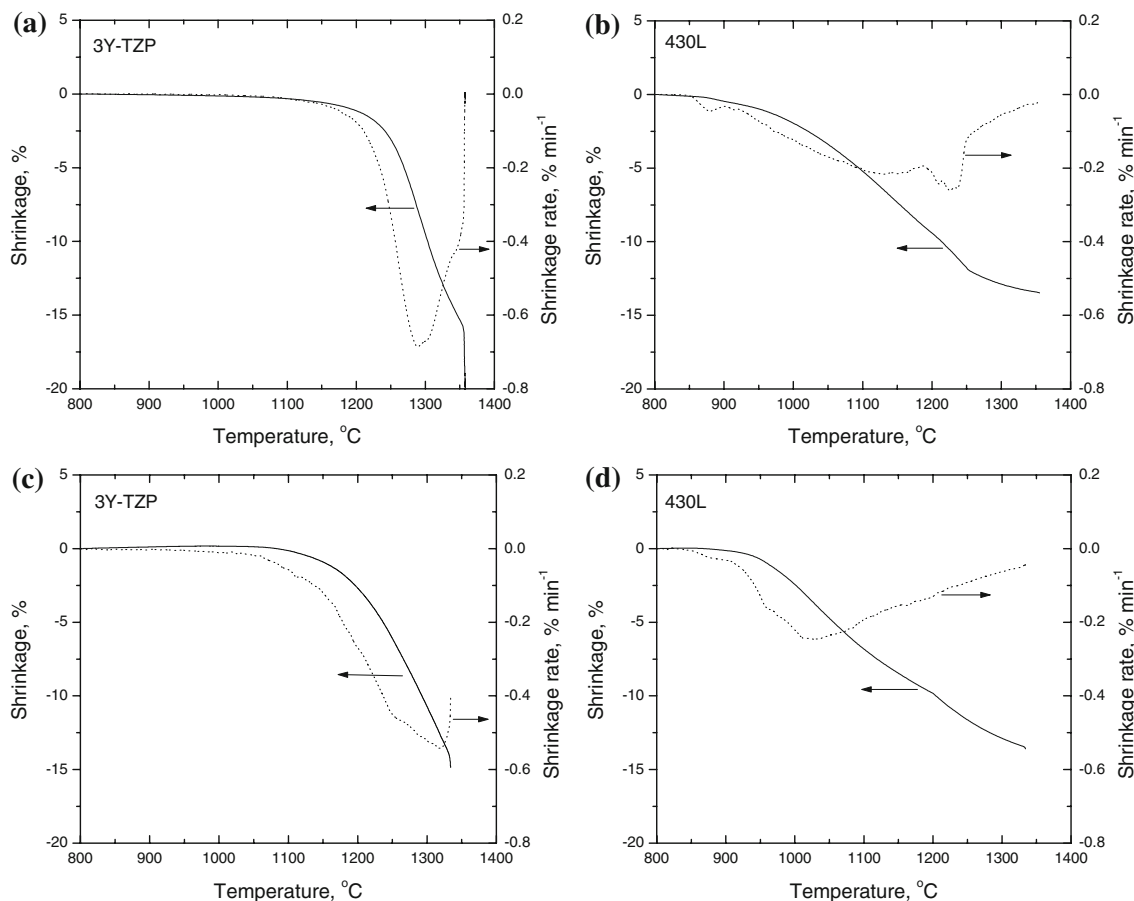 (a)
3Y-TZP
5
0
-5
-10
-15
-20
Shrinkage, %
0.2
0.0
-0.2
-0.4
-0.6
-0.8
Shrinkage rate, % min⁻¹
800 900 1000 1100 1200 1300 1400
Temperature, °C
(b)
430L
5
0
-5
-10
-15
-20
Shrinkage, %
0.2
0.0
-0.2
-0.4
-0.6
-0.8
Shrinkage rate, % min⁻¹
800 900 1000 1100 1200 1300 1400
Temperature, °C
(c)
3Y-TZP
5
0
-5
-10
-15
-20
Shrinkage, %
0.2
0.0
-0.2
-0.4
-0.6
-0.8
Shrinkage rate, % min⁻¹
800 900 1000 1100 1200 1300 1400
Temperature, °C
(d)
430L
5
0
-5
-10
-15
-20
Shrinkage, %
0.2
0.0
-0.2
-0.4
-0.6
-0.8
Shrinkage rate, % min⁻¹
800 900 1000 1100 1200 1300 1400
Temperature, °C